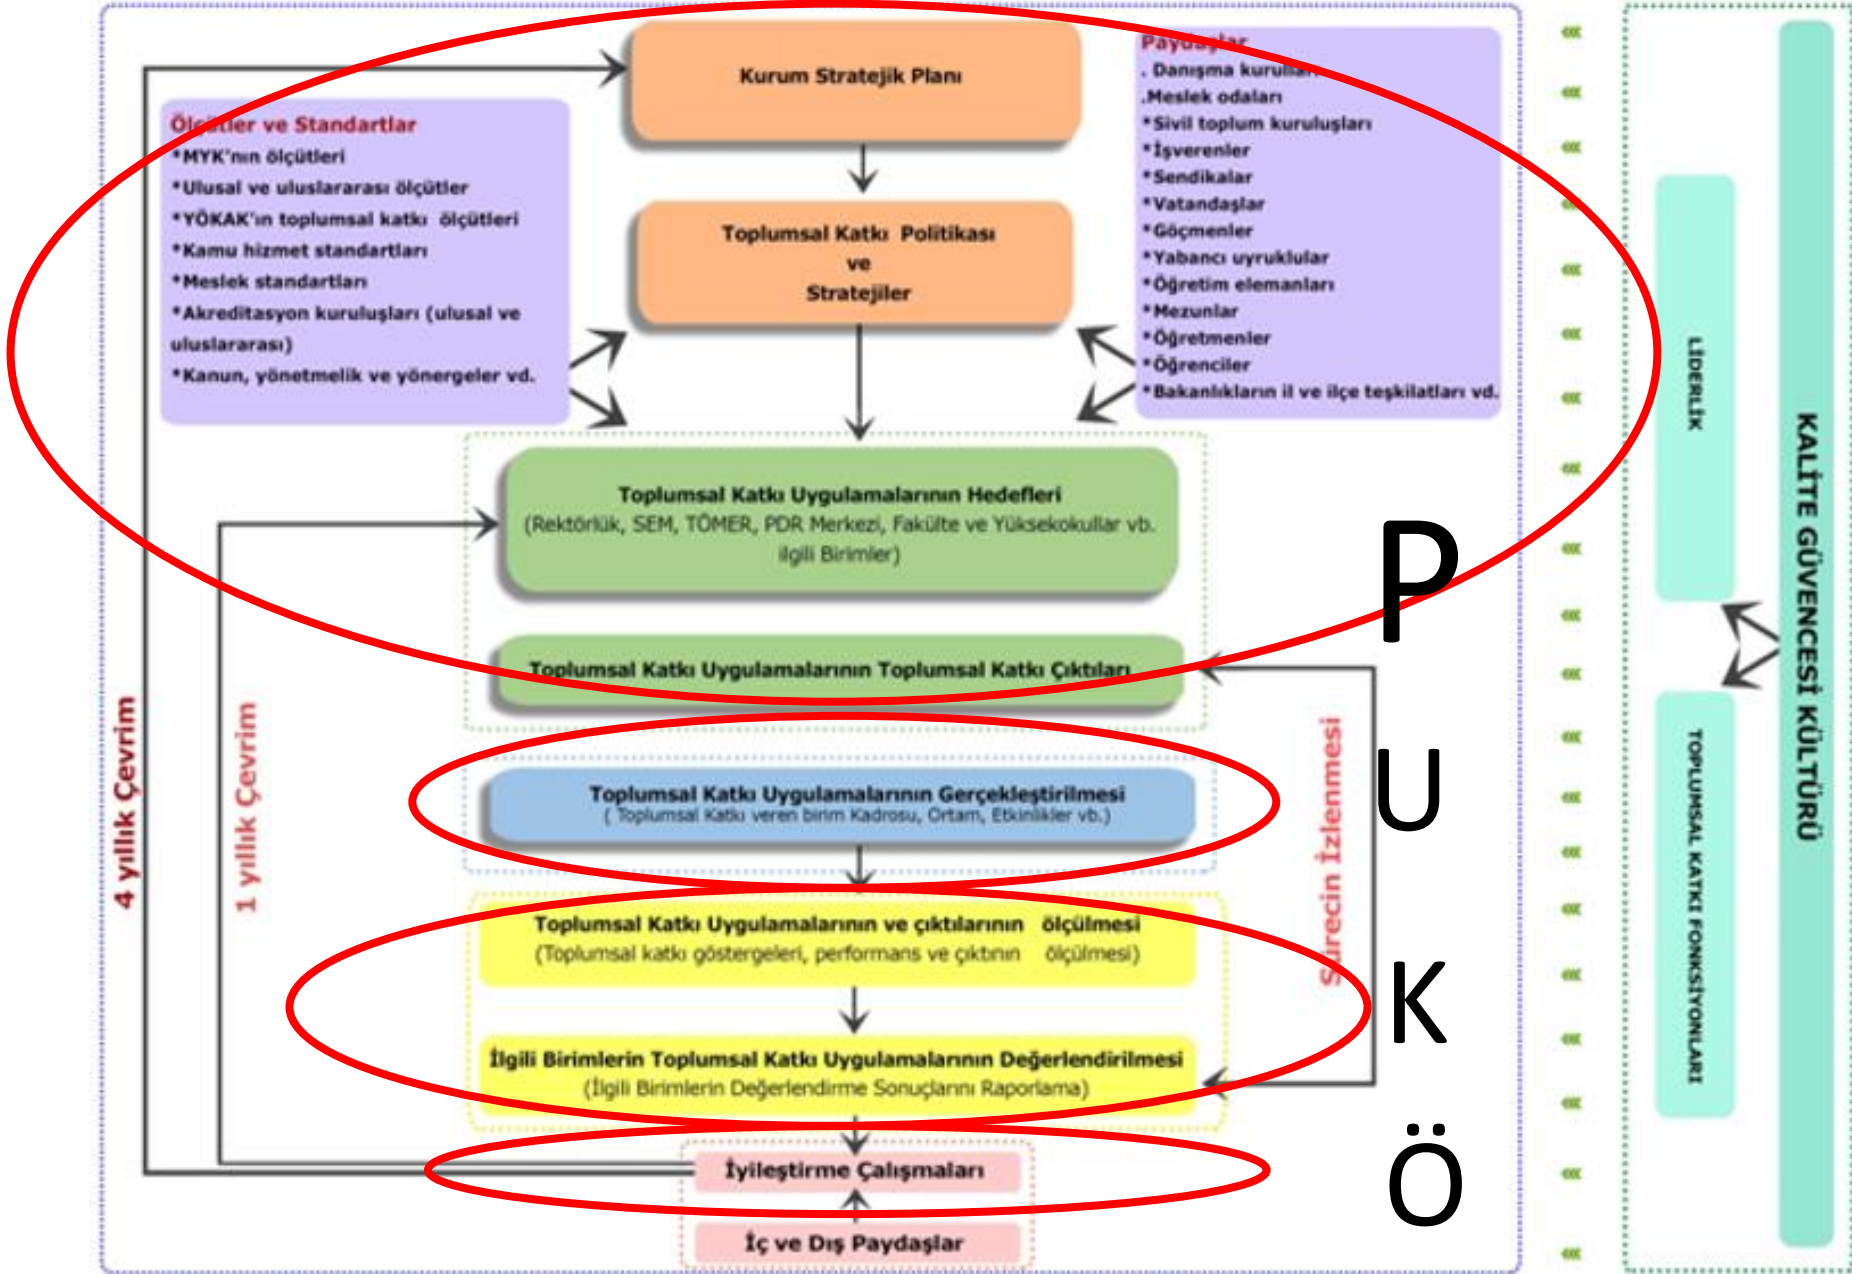 Kurum Stratejik Planı
Ölçütler ve Standartlar
*MYK'nın ölçütleri
*Ulusal ve uluslararası ölçütler
*YÖKAK'ın toplumsal katkı ölçütleri
*Kamu hizmet standartları
*Meslek standartları
*Akreditasyon kuruluşları (ulusal ve
uluslararası)
*Kanun, yönetmelik ve yönergeler vd.
Paydaşlar
. Danışma kurulları
.Meslek odaları
*Sivil toplum kuruluşları
*İşverenler
*Sendikalar
*Vatandaşlar
*Göçmenler
*Yabancı uyruklular
*Öğretim elemanları
*Mezunlar
*Öğretmenler
*Öğrenciler
*Bakanlıkların il ve ilçe teşkilatları vd.
Toplumsal Katkı Politikası
ve
Stratejiler
Toplumsal Katkı Uygulamalarının Hedefleri
(Rektörlük, SEM, TÖMER, PDR Merkezi, Fakülte ve Yüksekokullar vb.
ilgili Birimler)
Toplumsal Katkı Uygulamalarının Toplumsal Katkı Çıktıları
Toplumsal Katkı Uygulamalarının Gerçekleştirilmesi
( Toplumsal Katkı veren birim Kadrosu, Ortam, Etkinlikler vb.)
Toplumsal Katkı Uygulamalarının ve çıktılarının ölçülmesi
(Toplumsal katkı göstergeleri, performans ve çıktının ölçülmesi)
İlgili Birimlerin Toplumsal Katkı Uygulamalarının Değerlendirilmesi
(İlgili Birimlerin Değerlendirme Sonuçlarını Raporlama)
İyileştirme Çalışmaları
İç ve Dış Paydaşlar
4 yıllık Çevrim
1 yıllık Çevrim
Sürecin İzlenmesi
P
U
K
Ö
LİDERLİK
TOPLUMSAL KATKI FONKSİYONLARI
KALİTE GÜVENCESİ KÜLTÜRÜ